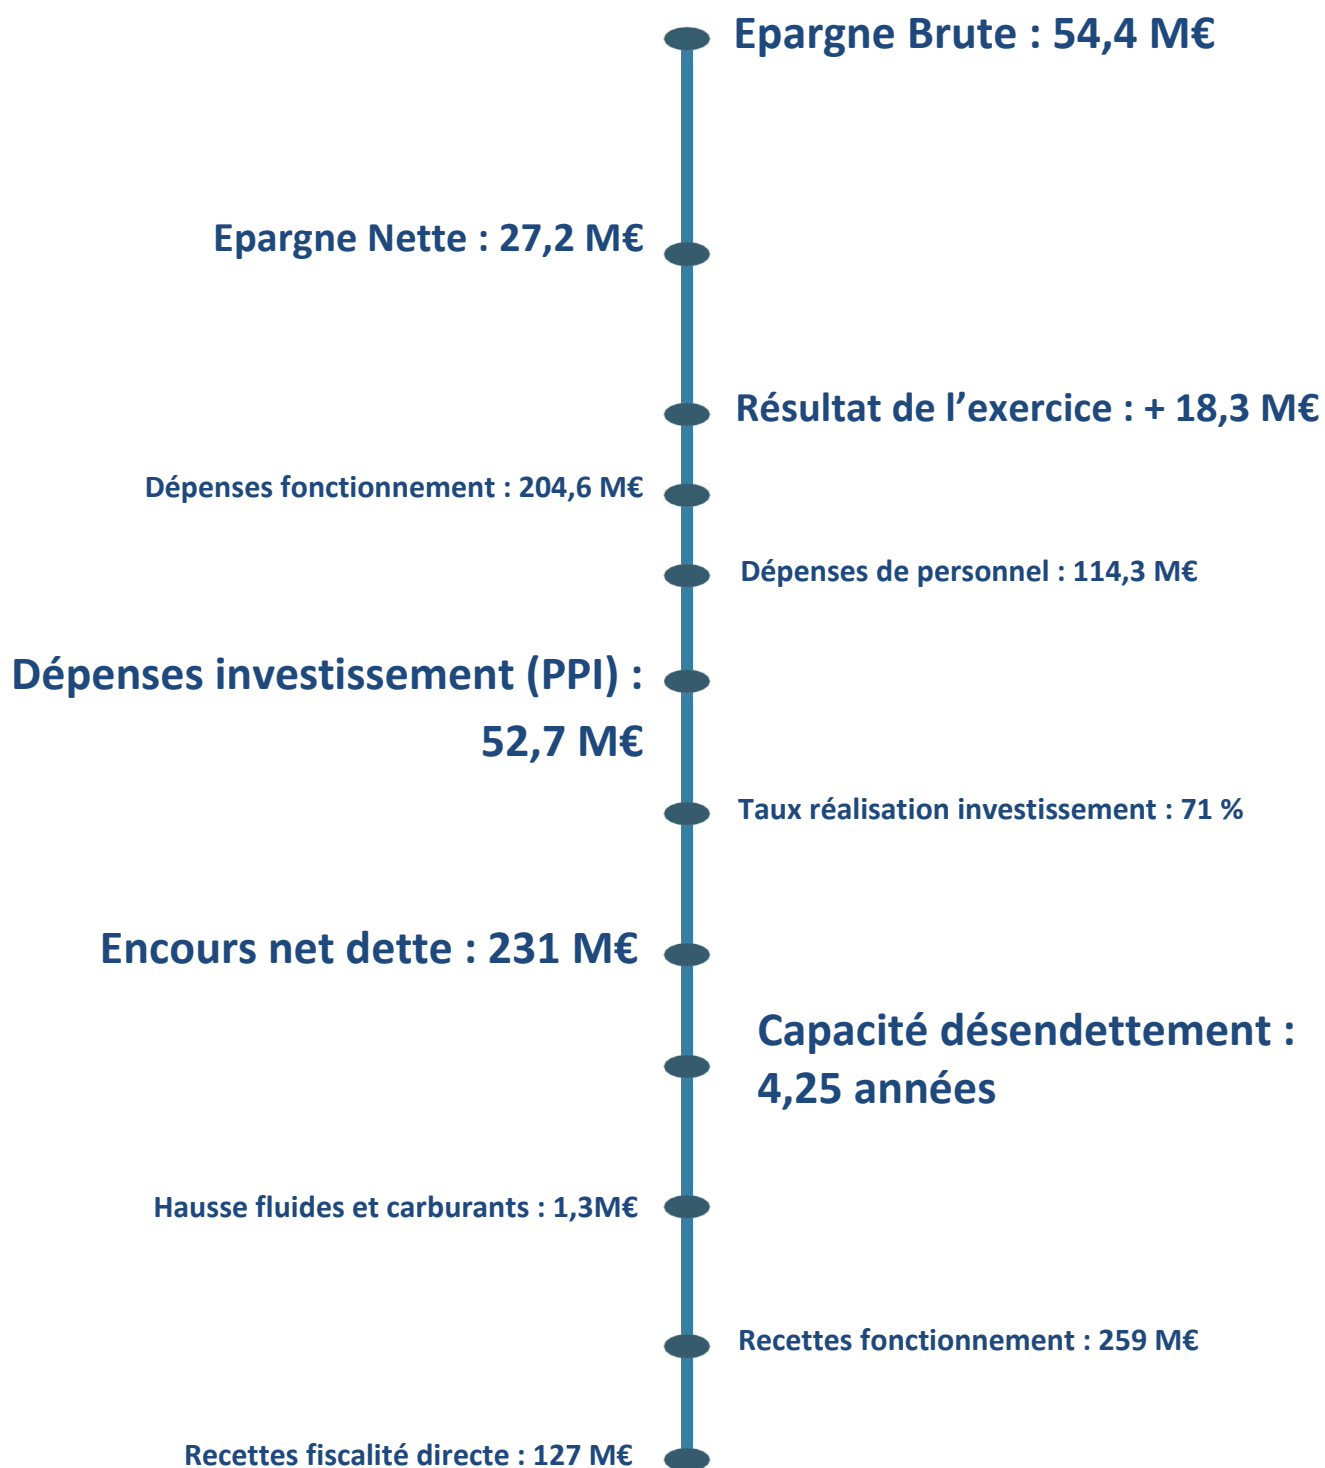 Epargne Brute : 54,4 M€
Epargne Nette : 27,2 M€
Résultat de l’exercice : + 18,3 M€
Dépenses fonctionnement : 204,6 M€
Dépenses de personnel : 114,3 M€
Dépenses investissement (PPI) :
52,7 M€
Taux réalisation investissement : 71 %
Encours net dette : 231 M€
Capacité désendettement :
4,25 années
Hausse fluides et carburants : 1,3M€
Recettes fonctionnement : 259 M€
Recettes fiscalité directe : 127 M€